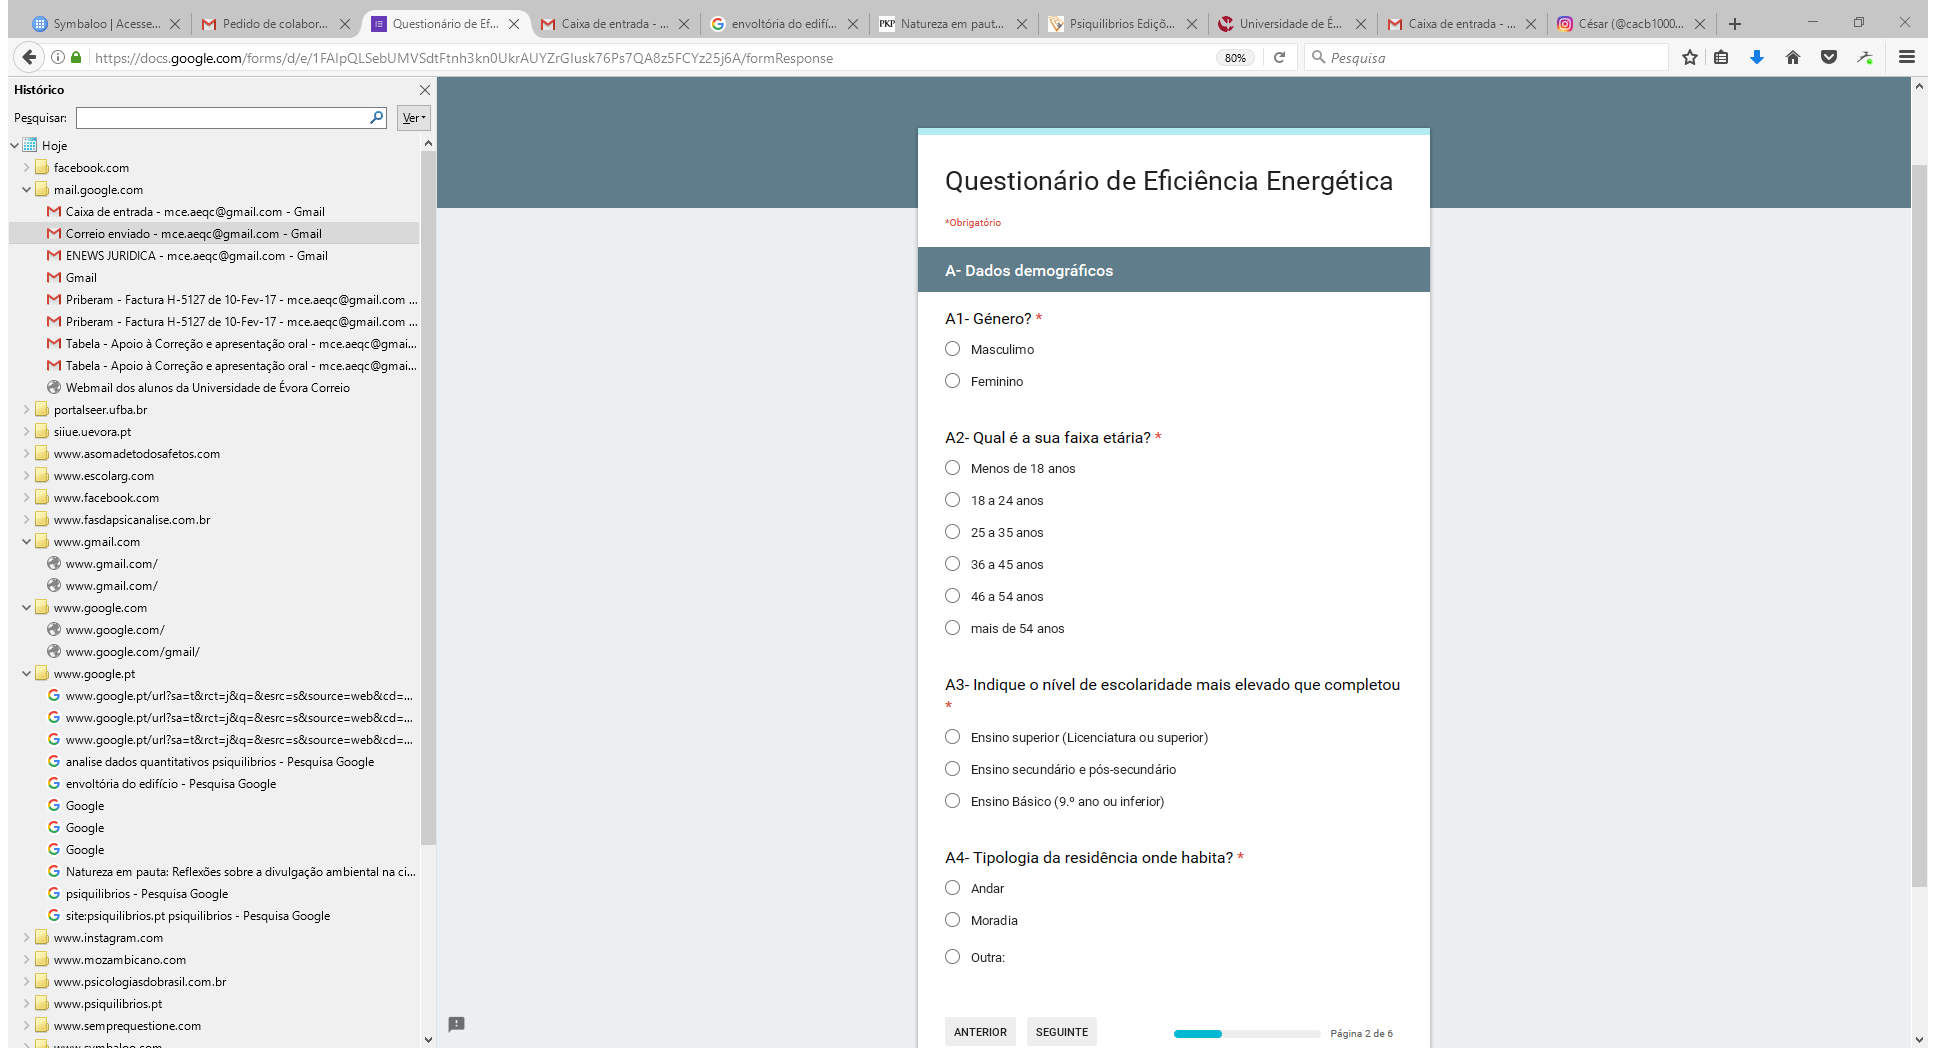 Symbaloo | Acesse...
Pedido de colabor...
Questionário de Ef...
Caixa de entrada - ...
envoltória do edifí...
PKP Natureza em paut...
Psiquilibrios Ediçõ...
Universidade de É...
Caixa de entrada - ...
César (@cacb1000...
https://docs.google.com/forms/d/e/1FAIpQLSebUMVSdtFtnh3kn0UkrAUYZrGlusk76Ps7QA8z5FCYz25j6A/formResponse
80%
Pesquisa
Histórico
Pesquisar:
Ver
Hoje
facebook.com
mail.google.com
Caixa de entrada - mce.aeqc@gmail.com - Gmail
Correio enviado - mce.aeqc@gmail.com - Gmail
ENEWS JURIDICA - mce.aeqc@gmail.com - Gmail
Gmail
Priberam - Factura H-5127 de 10-Fev-17 - mce.aeqc@gmail.com ...
Priberam - Factura H-5127 de 10-Fev-17 - mce.aeqc@gmail.com ...
Tabela - Apoio à Correção e apresentação oral - mce.aeqc@gmai...
Tabela - Apoio à Correção e apresentação oral - mce.aeqc@gmai...
Webmail dos alunos da Universidade de Évora Correio
portalseer.ufba.br
siiue.uevora.pt
www.asomadetodosafetos.com
www.escolarg.com
www.facebook.com
www.fasdapsicanalise.com.br
www.gmail.com
www.gmail.com/
www.gmail.com/
www.google.com
www.google.com/
www.google.com/gmail/
www.google.pt
www.google.pt/url?sa=t&rct=j&q=&esrc=s&source=web&cd=...
www.google.pt/url?sa=t&rct=j&q=&esrc=s&source=web&cd=...
www.google.pt/url?sa=t&rct=j&q=&esrc=s&source=web&cd=...
analise dados quantitativos psiquilibrios - Pesquisa Google
envoltória do edifício - Pesquisa Google
Google
Google
Google
Natureza em pauta: Reflexões sobre a divulgação ambiental na ci...
psiquilibrios - Pesquisa Google
site:psiquilibrios.pt psiquilibrios - Pesquisa Google
www.instagram.com
www.mozambicano.com
www.psicologiasdobrasil.com.br
www.psiquilibrios.pt
www.semprequestione.com
www.symbaloo.com
Questionário de Eficiência Energética
*Obrigatório
A- Dados demográficos
A1- Género? *
Masculimo
Feminino
A2- Qual é a sua faixa etária? *
Menos de 18 anos
18 a 24 anos
25 a 35 anos
36 a 45 anos
46 a 54 anos
mais de 54 anos
A3- Indique o nível de escolaridade mais elevado que completou
*
Ensino superior (Licenciatura ou superior)
Ensino secundário e pós-secundário
Ensino Básico (9.º ano ou inferior)
A4- Tipologia da residência onde habita? *
Andar
Moradia
Outra:
ANTERIOR
SEGUINTE
Página 2 de 6